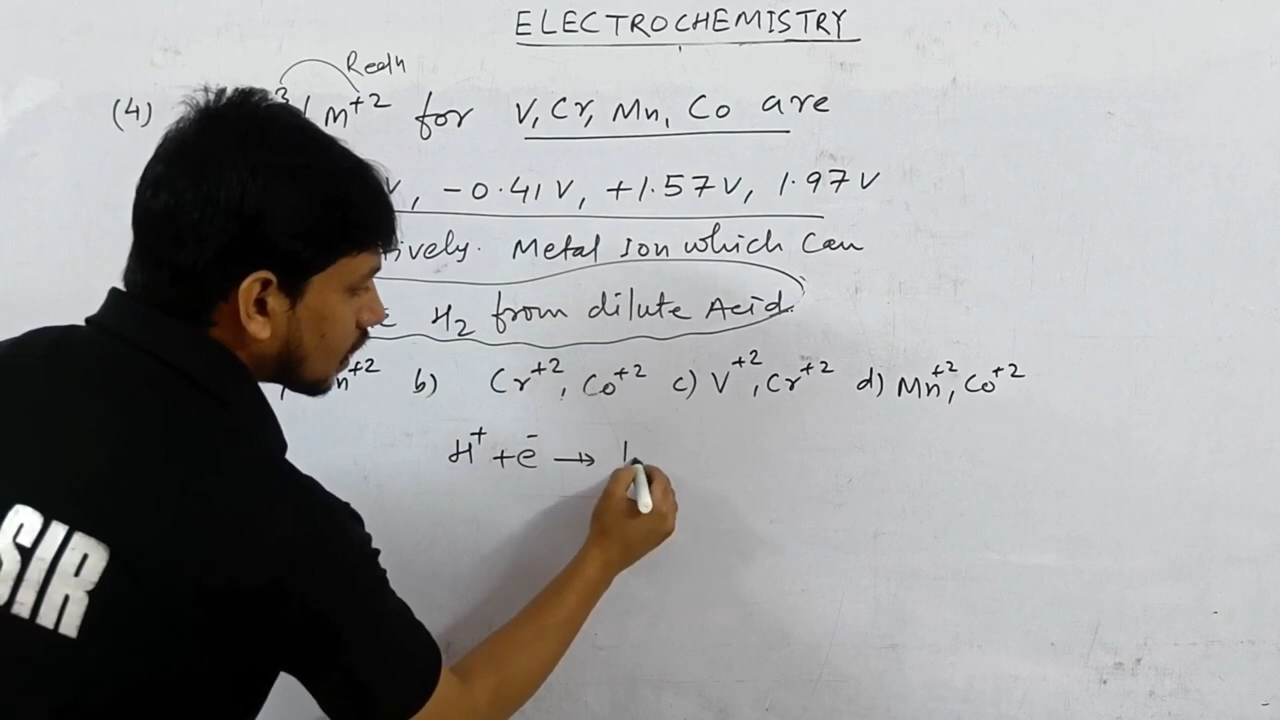 ELECTROCHEMISTRY
Redn
(4) 3/m+2 for V, Cr, Mn, Co are
V, -0.41V, +1.57V, 1.97V
tively. Metal Ion which Can
H2 from dilute Acid.
n+2 b) Cr+2, Co+2 c) V+2, Cr+2 d) Mn+2, Co+2
H+ + e- →
SIR